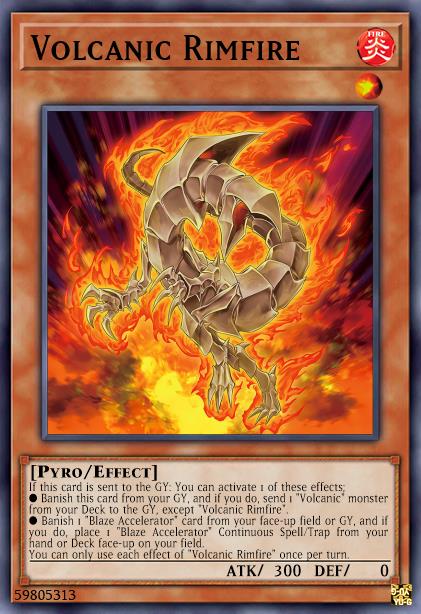 Volcanic Rimfire
FIRE
炎
[Pyro/Effect]
If this card is sent to the GY: You can activate 1 of these effects;
● Banish this card from your GY, and if you do, send 1 "Volcanic" monster
from your Deck to the GY, except "Volcanic Rimfire".
● Banish 1 "Blaze Accelerator" card from your face-up field or GY, and if
you do, place 1 "Blaze Accelerator" Continuous Spell/Trap from your
hand or Deck face-up on your field.
You can only use each effect of "Volcanic Rimfire" once per turn.
ATK/ 300 DEF/ 0
59805313